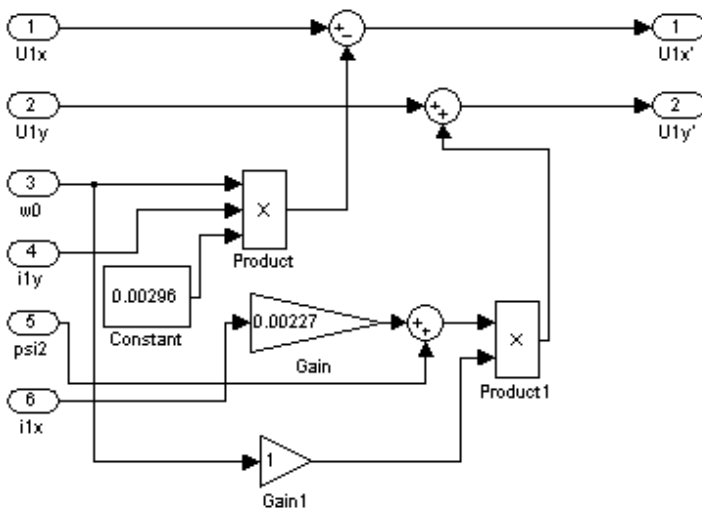 1
U1x
1
U1x'
2
U1y
2
U1y'
3
w0
Product
4
i1y
0.00296
Constant
5
psi2
0.00227
Gain
Product1
6
i1x
1
Gain1